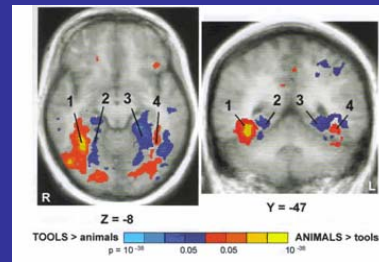 1 2 3 4
1 2 3 4
R
L
Z = -8
Y = -47
TOOLS > animals
ANIMALS > tools
p = 10-38 0.05 0.05 10-38